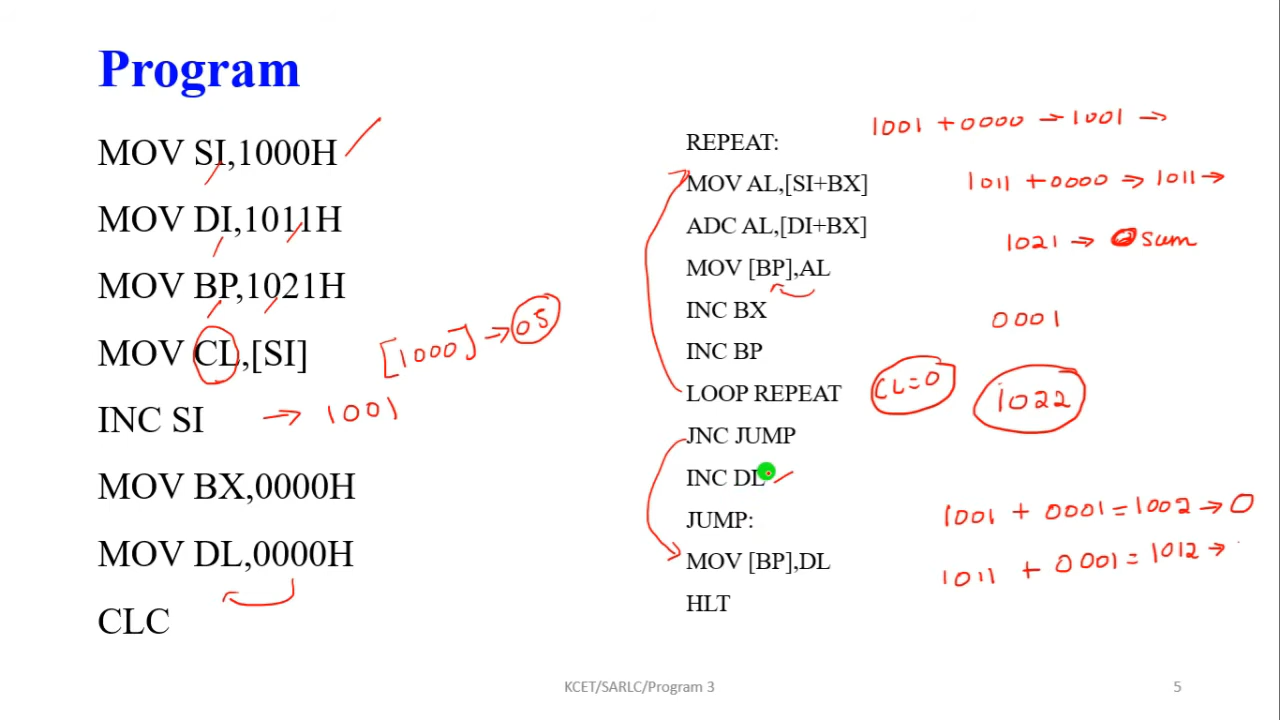 Program
MOV SI,1000H
MOV DI,1011H
MOV BP,1021H
MOV CL,[SI]
[1000] → 05
INC SI → 1001
MOV BX,0000H
MOV DL,0000H
CLC
REPEAT:
1001 + 0000 → 1001 →
MOV AL,[SI+BX]
1011 + 0000 → 1011 →
ADC AL,[DI+BX]
1021 → Sum
MOV [BP],AL
INC BX
0001
INC BP
LOOP REPEAT
CL=0
1022
JNC JUMP
INC DL
1001 + 0001 = 1002 → 0
JUMP:
1011 + 0001 = 1012 →
MOV [BP],DL
HLT
KCET/SARLC/Program 3
5